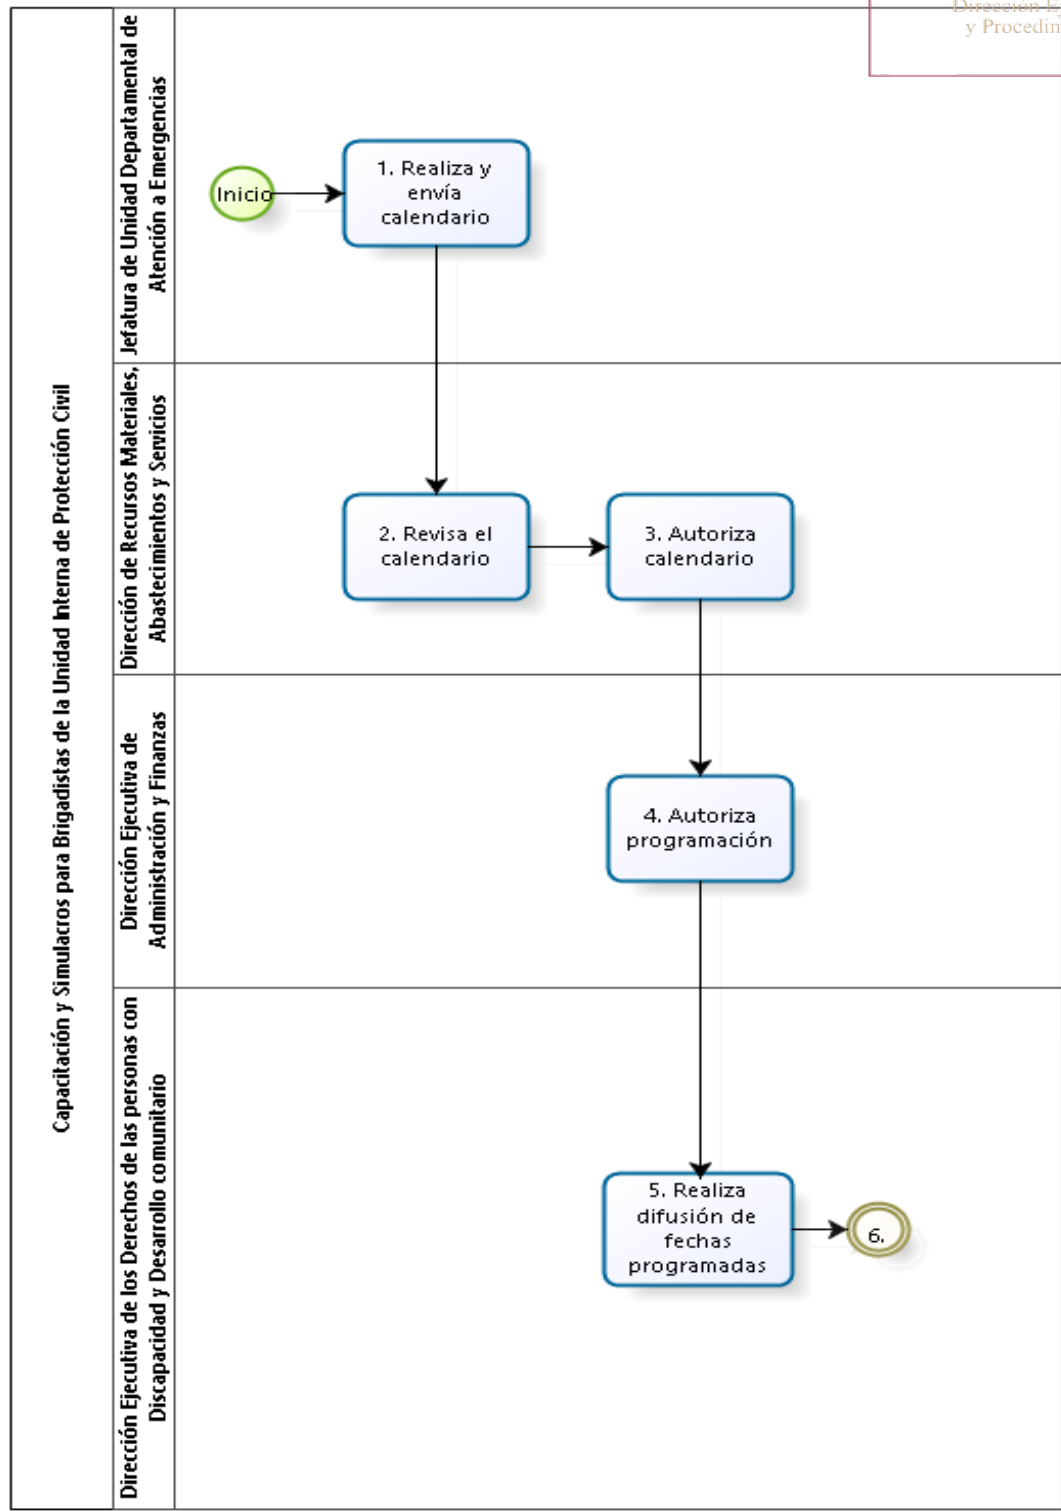 Dirección Ej
y Procedim
Capacitación y Simulacros para Brigadistas de la Unidad Interna de Protección Civil
Jefatura de Unidad Departamental de
Atención a Emergencias
Inicio
1. Realiza y
envía
calendario
Dirección de Recursos Materiales,
Abastecimientos y Servicios
2. Revisa el
calendario
3. Autoriza
calendario
Dirección Ejecutiva de
Administración y Finanzas
4. Autoriza
programación
Dirección Ejecutiva de los Derechos de las personas con
Discapacidad y Desarrollo comunitario
5. Realiza
difusión de
fechas
programadas
6.